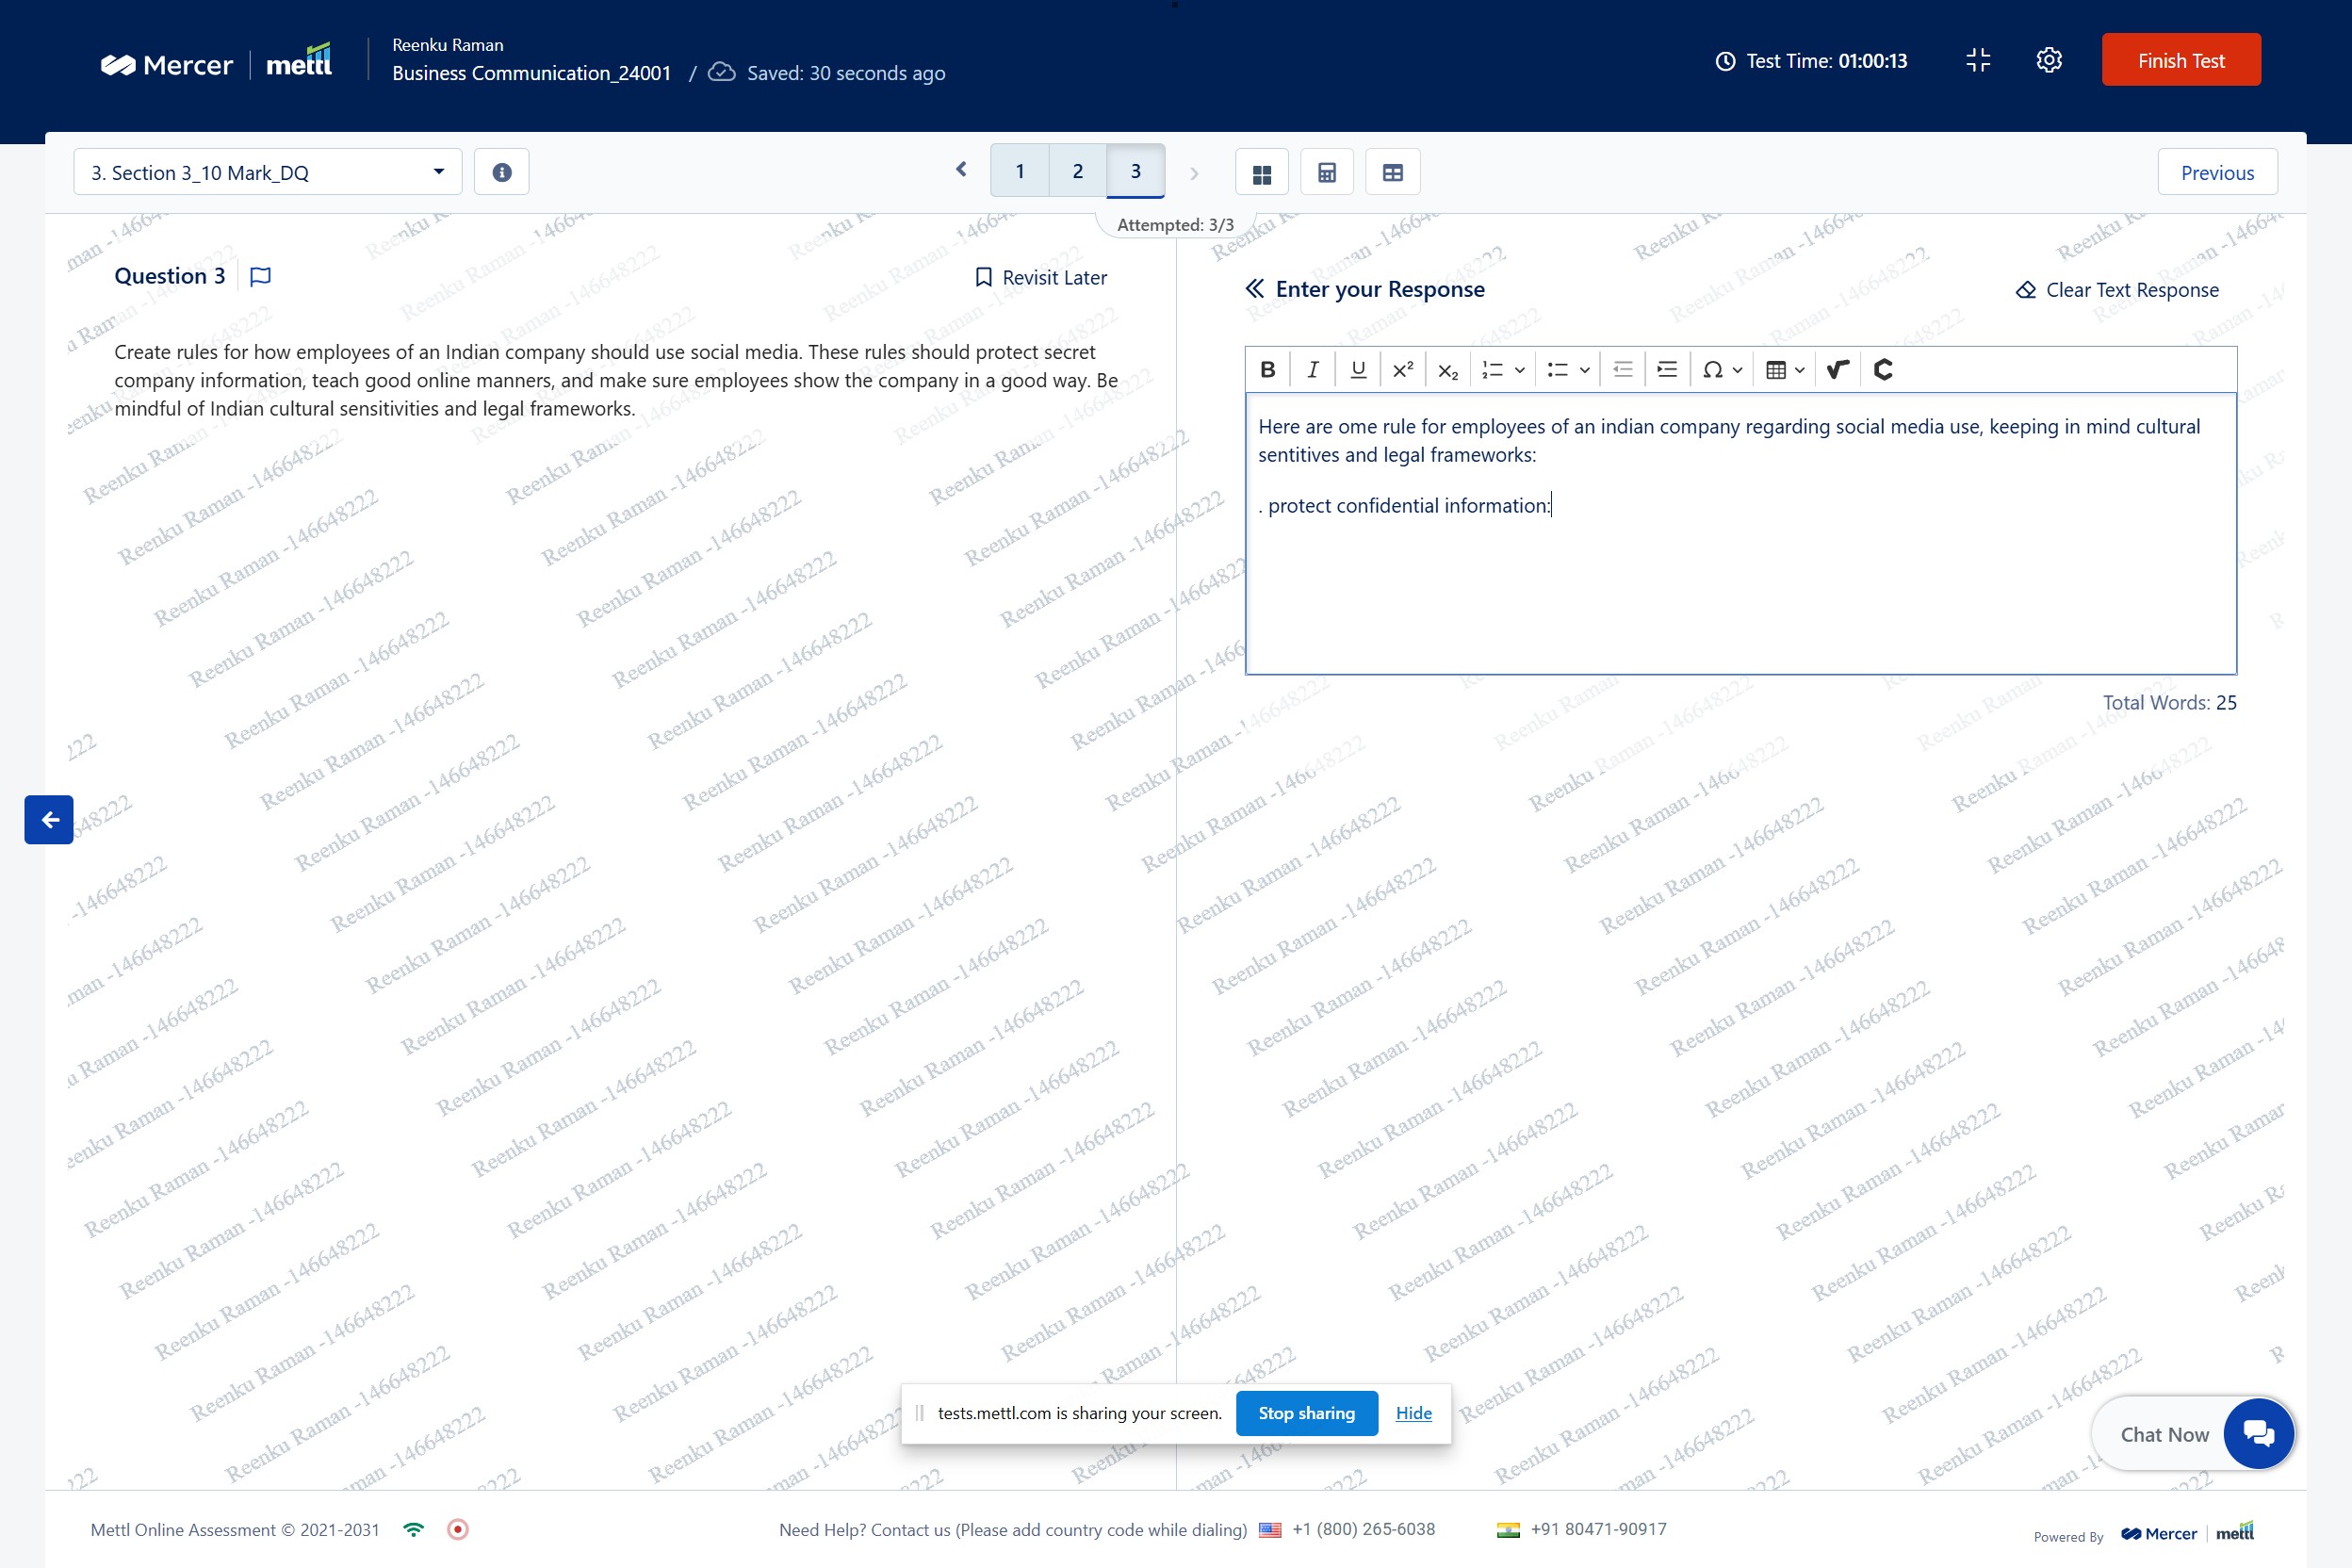 Mercer | mettl
Reenku Raman
Business Communication_24001 / Saved: 30 seconds ago
Test Time: 01:00:13
Finish Test
3. Section 3_10 Mark_DQ
1 2 3
Previous
Attempted: 3/3
Question 3
Revisit Later
Create rules for how employees of an Indian company should use social media. These rules should protect secret
company information, teach good online manners, and make sure employees show the company in a good way. Be
mindful of Indian cultural sensitivities and legal frameworks.
Enter your Response
Clear Text Response
Here are ome rule for employees of an indian company regarding social media use, keeping in mind cultural
sentitives and legal frameworks:
. protect confidential information:
Total Words: 25
Reenku Raman -146648222
tests.mettl.com is sharing your screen. Stop sharing Hide
Chat Now
Mettl Online Assessment © 2021-2031
Need Help? Contact us (Please add country code while dialing) +1 (800) 265-6038 +91 80471-90917
Powered By Mercer | mettl